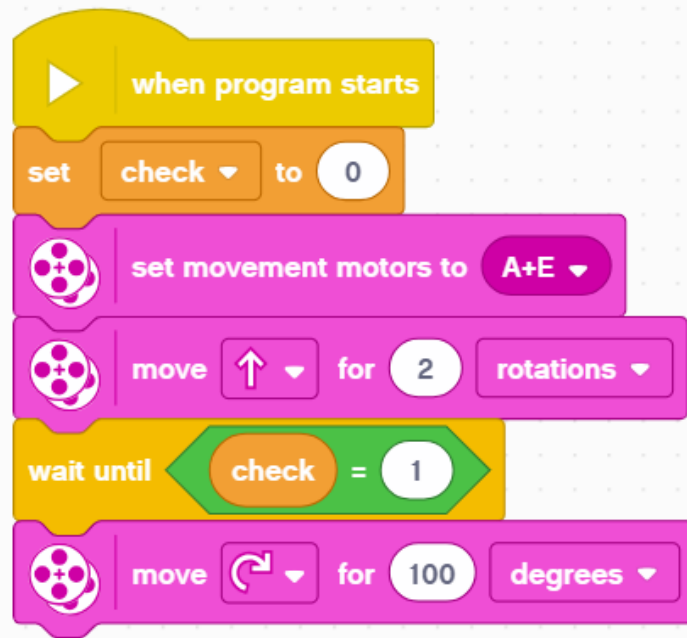 when program starts
set check to 0
set movement motors to A+E
move for 2 rotations
wait until check = 1
move for 100 degrees